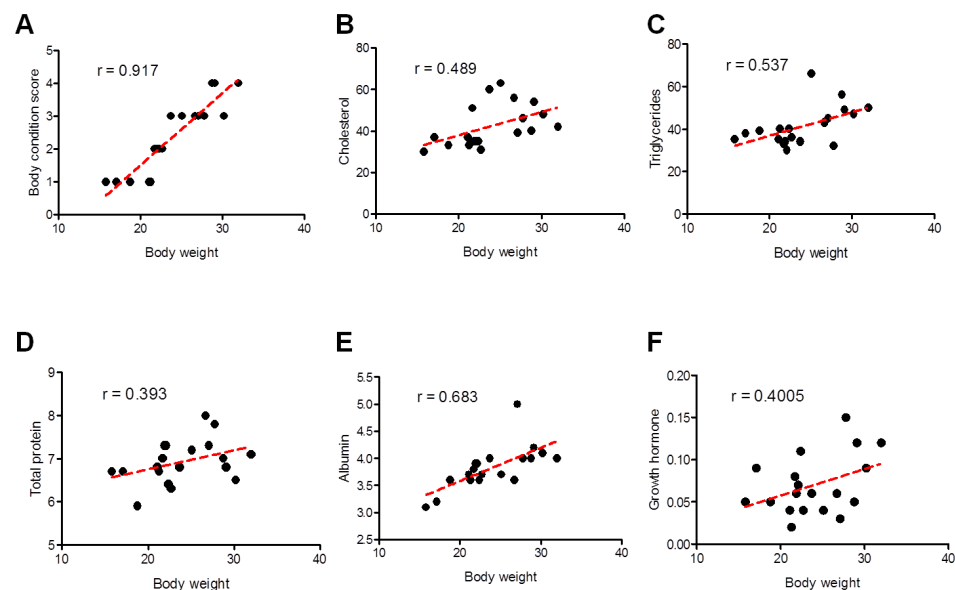 A
r = 0.917
Body condition score
5
4
3
2
1
0
10
20
30
40
Body weight
B
r = 0.489
Cholesterol
80
60
40
20
0
10
20
30
40
Body weight
C
r = 0.537
Triglycerides
80
60
40
20
0
10
20
30
40
Body weight
D
r = 0.393
Total protein
9
8
7
6
5
10
20
30
40
Body weight
E
r = 0.683
Albumin
5.5
5.0
4.5
4.0
3.5
3.0
2.5
10
20
30
40
Body weight
F
r = 0.4005
Growth hormone
0.20
0.15
0.10
0.05
0.00
10
20
30
40
Body weight